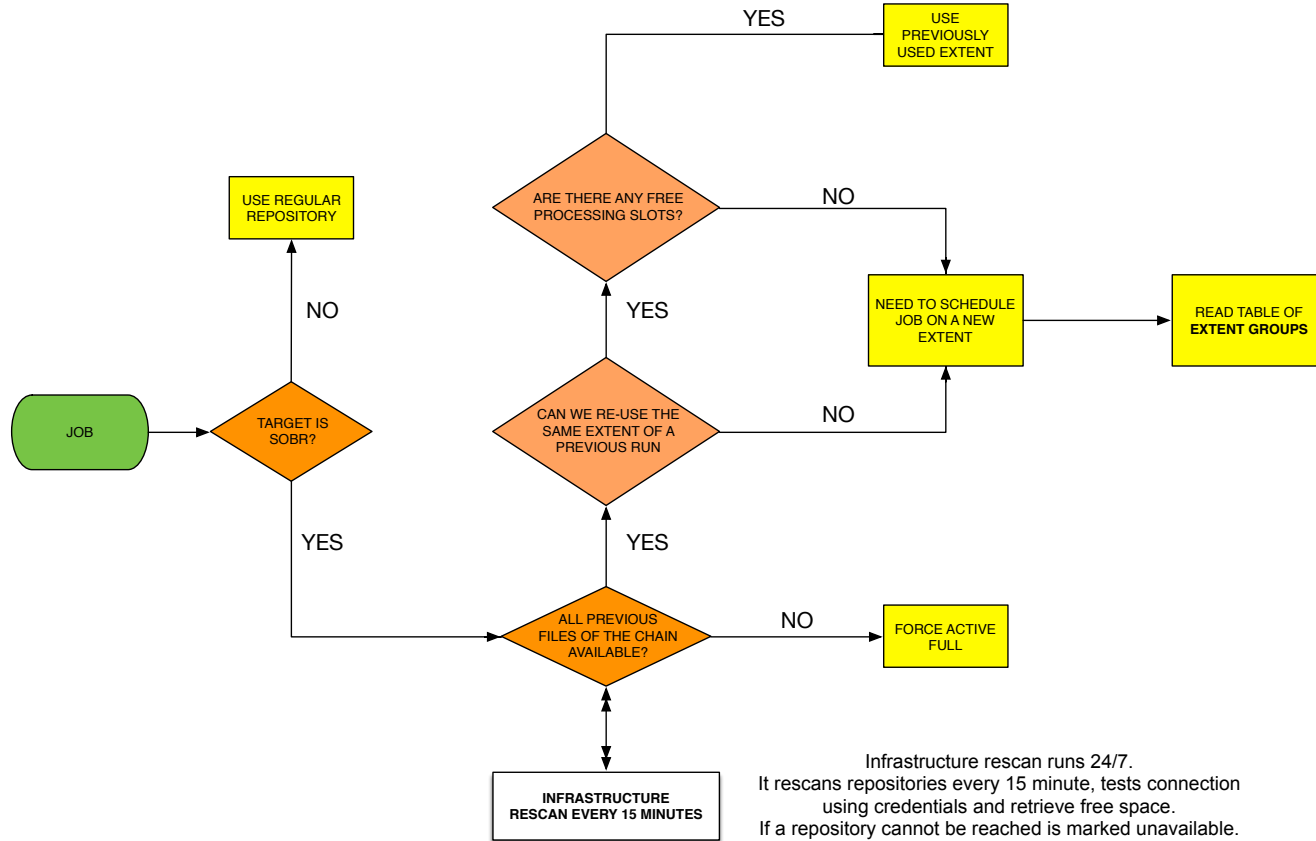 YES
USE
PREVIOUSLY
USED EXTENT
ARE THERE ANY FREE
PROCESSING SLOTS?
NO
USE REGULAR
REPOSITORY
NO
YES
NEED TO SCHEDULE
JOB ON A NEW
EXTENT
READ TABLE OF
EXTENT GROUPS
JOB
TARGET IS
SOBR?
CAN WE RE-USE THE
SAME EXTENT OF A
PREVIOUS RUN
NO
YES
YES
ALL PREVIOUS
FILES OF THE CHAIN
AVAILABLE?
NO
FORCE ACTIVE
FULL
INFRASTRUCTURE
RESCAN EVERY 15 MINUTES
Infrastructure rescan runs 24/7.
It rescans repositories every 15 minute, tests connection
using credentials and retrieve free space.
If a repository cannot be reached is marked unavailable.